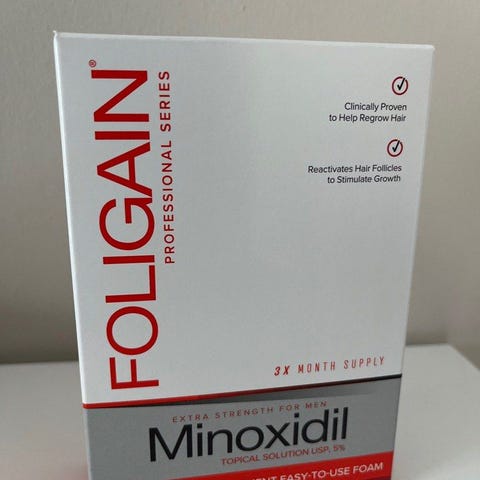 FOLIGAIN®
PROFESSIONAL SERIES
Clinically Proven
to Help Regrow Hair
Reactivates Hair Follicles
to Stimulate Growth
3X MONTH SUPPLY
EXTRA STRENGTH FOR MEN
Minoxidil
TOPICAL SOLUTION USP, 5%
EASY-TO-USE FOAM